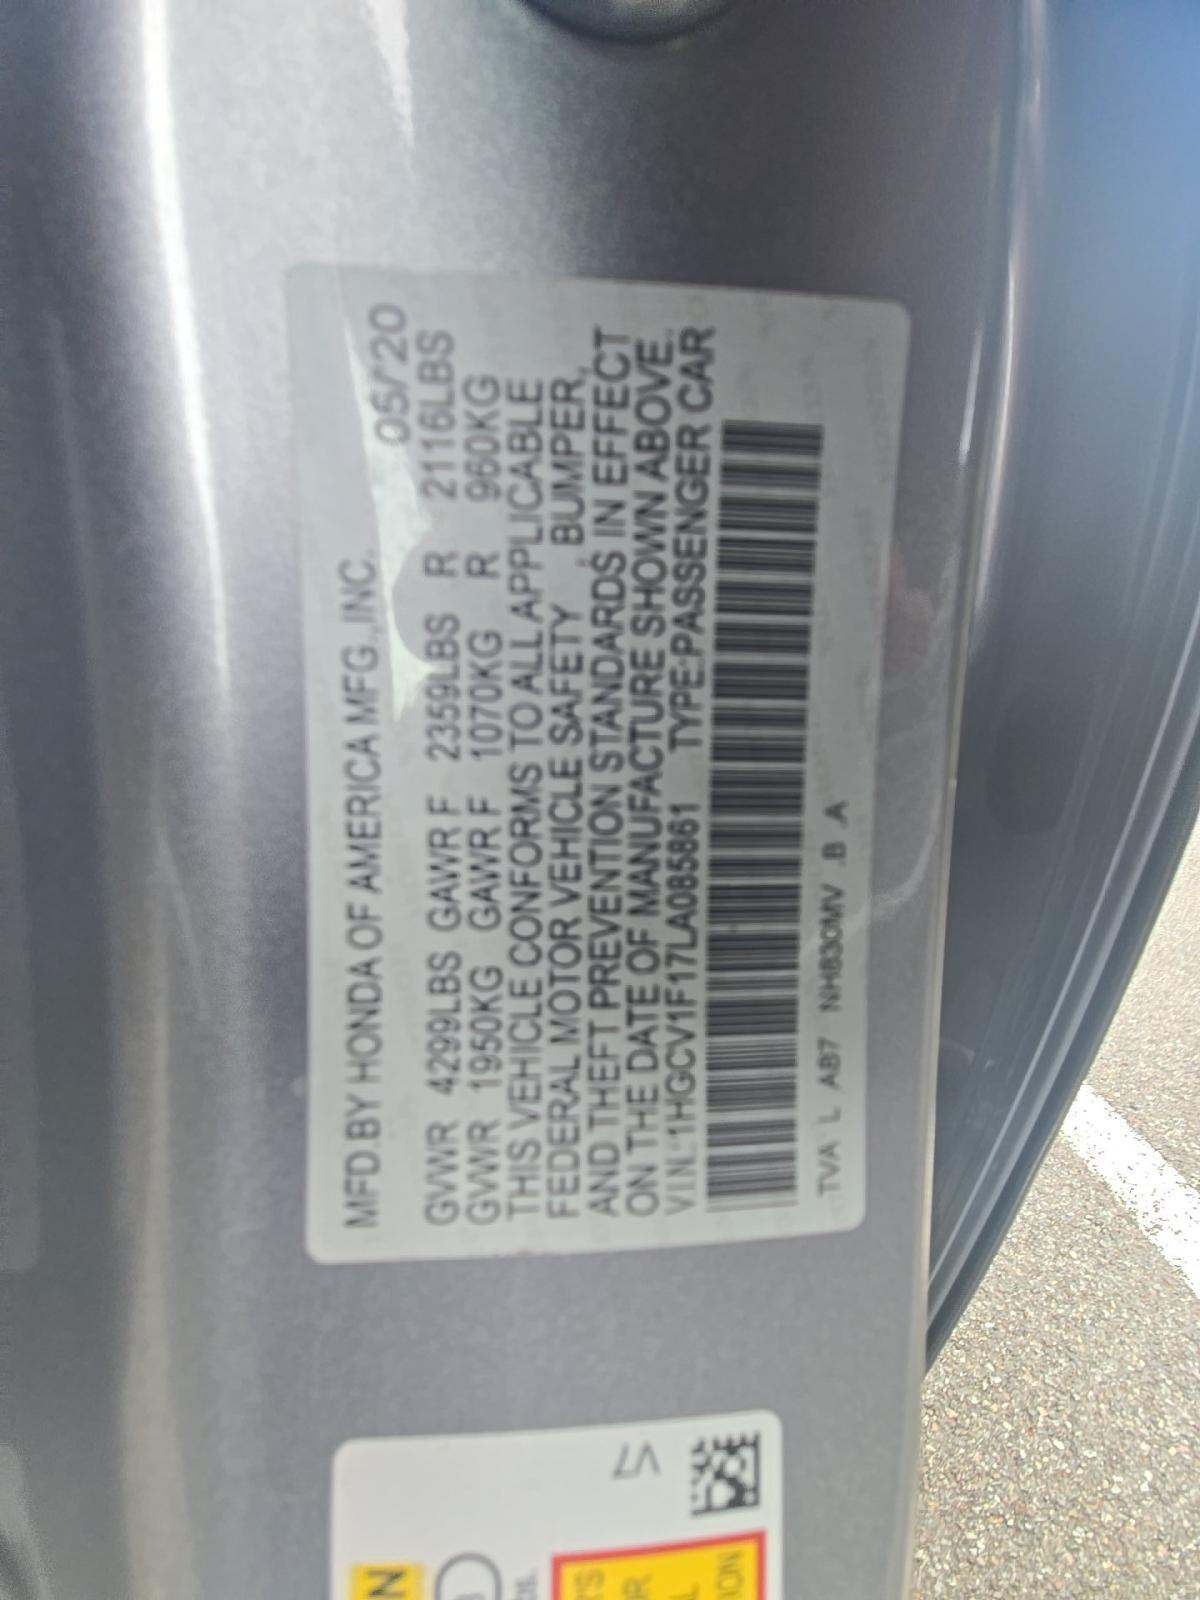 MFD.BY HONDA OF AMERICA MFG.,INC. 05/'20
GVWR 4299LBS GAWR F 2359LBS R 2116LBS
GVWR 1950KG GAWR F 1070KG R 960KG
THIS VEHICLE CONFORMS TO ALL APPLICABLE
FEDERAL MOTOR VEHICLE SAFETY , BUMPER,
AND THEFT PREVENTION STANDARDS IN EFFECT
ON THE DATE OF MANUFACTURE SHOWN ABOVE.
V.I.N.:1HGCV1F17LA085861 TYPE:PASSENGER CAR
TVA L AB7 NH830MV .B .A
V7